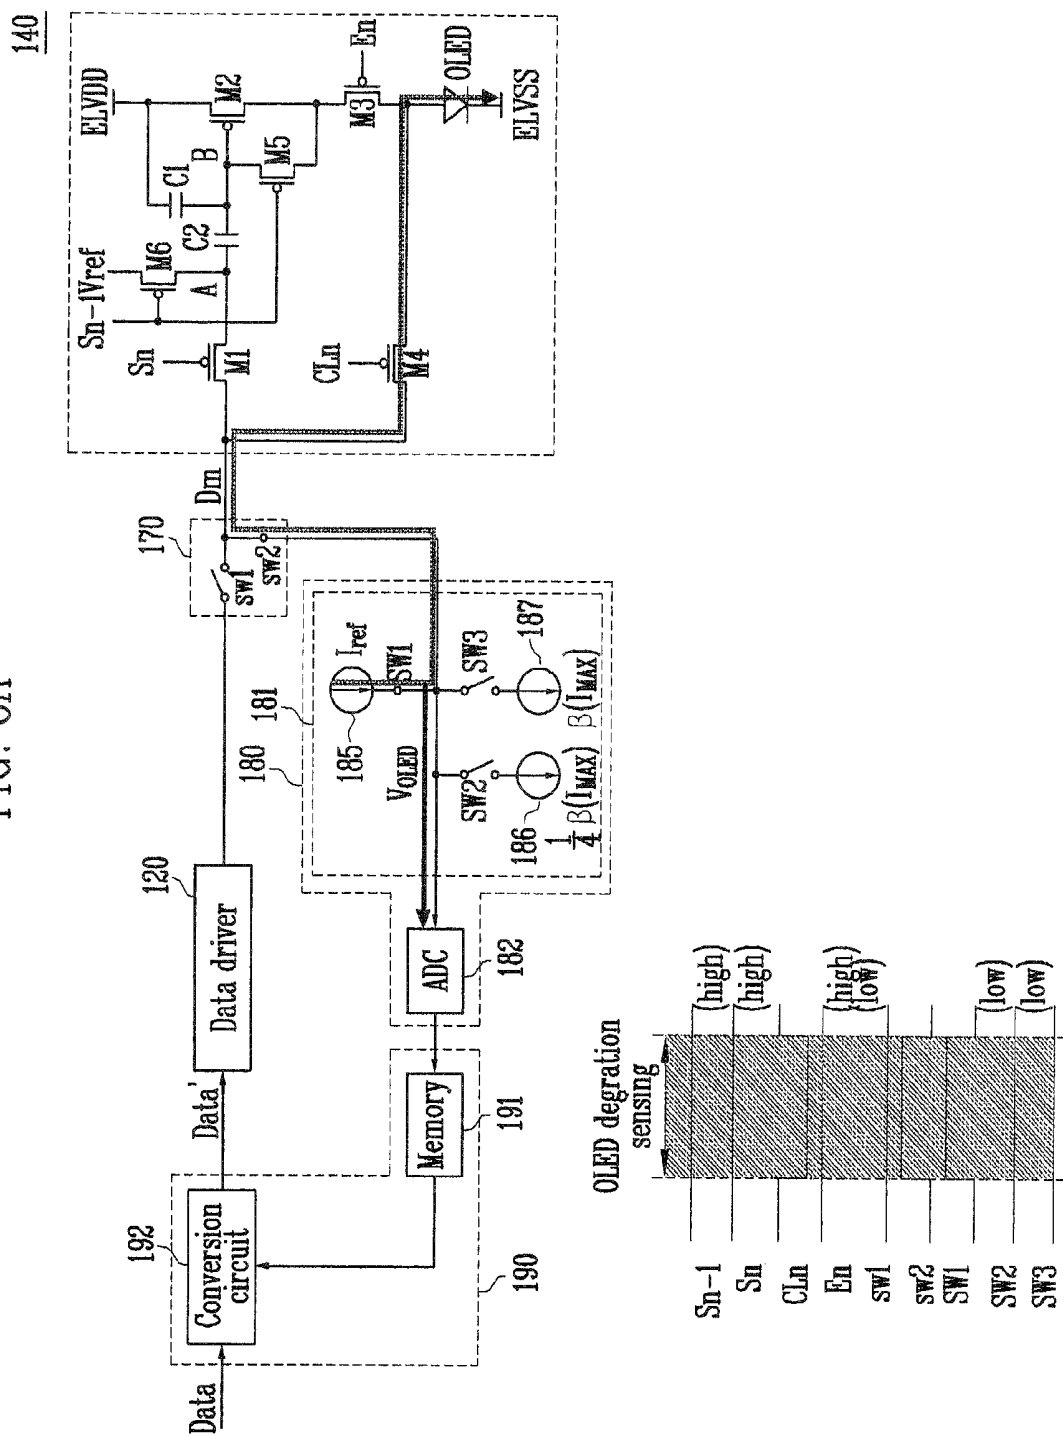 FIG. 6A
140
ELVDD
Sn-1
Vref
C1
M2
M6
C2
B
A
M5
En
Sn
M1
M3
OLED
CLn
M4
ELVSS
Dm
170
sw1
sw2
120
Data driver
180
181
Iref
185
SW1
VOLED
SW3
187
SW2
186
β(IMAX)
1/4 β(IMAX)
ADC
182
Data'
192
Conversion
circuit
Data
Memory
191
190
OLED degration
sensing
Sn-1
(high)
Sn
(high)
CLn
En
(high)
sw1
(low)
sw2
SW1
SW2
(low)
SW3
(low)